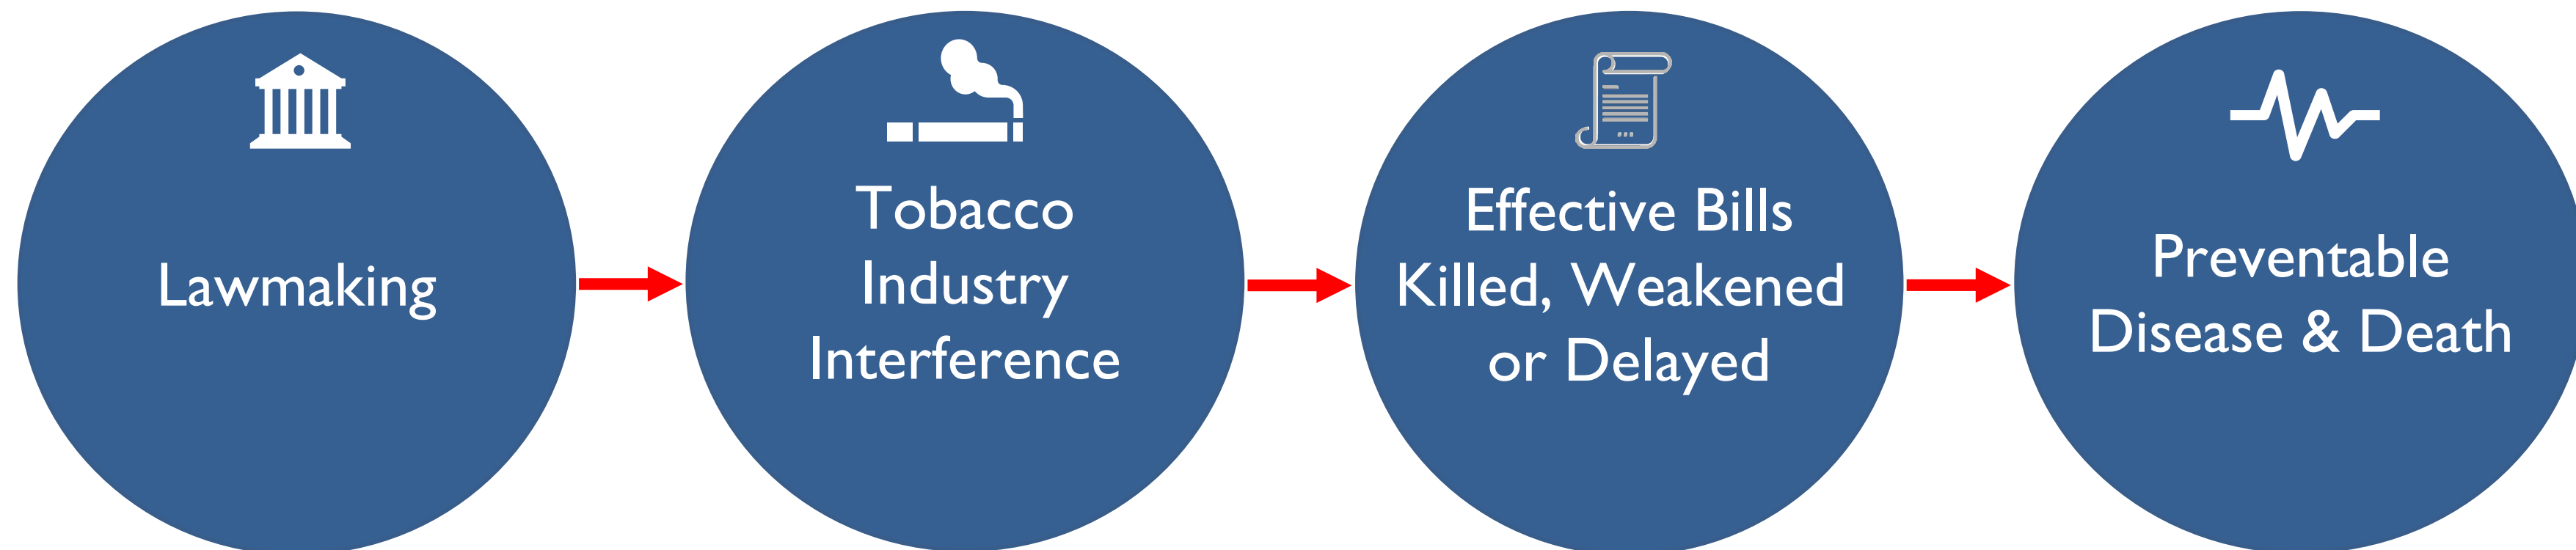 Lawmaking
Tobacco
Industry
Interference
Effective Bills
Killed, Weakened
or Delayed
Preventable
Disease & Death